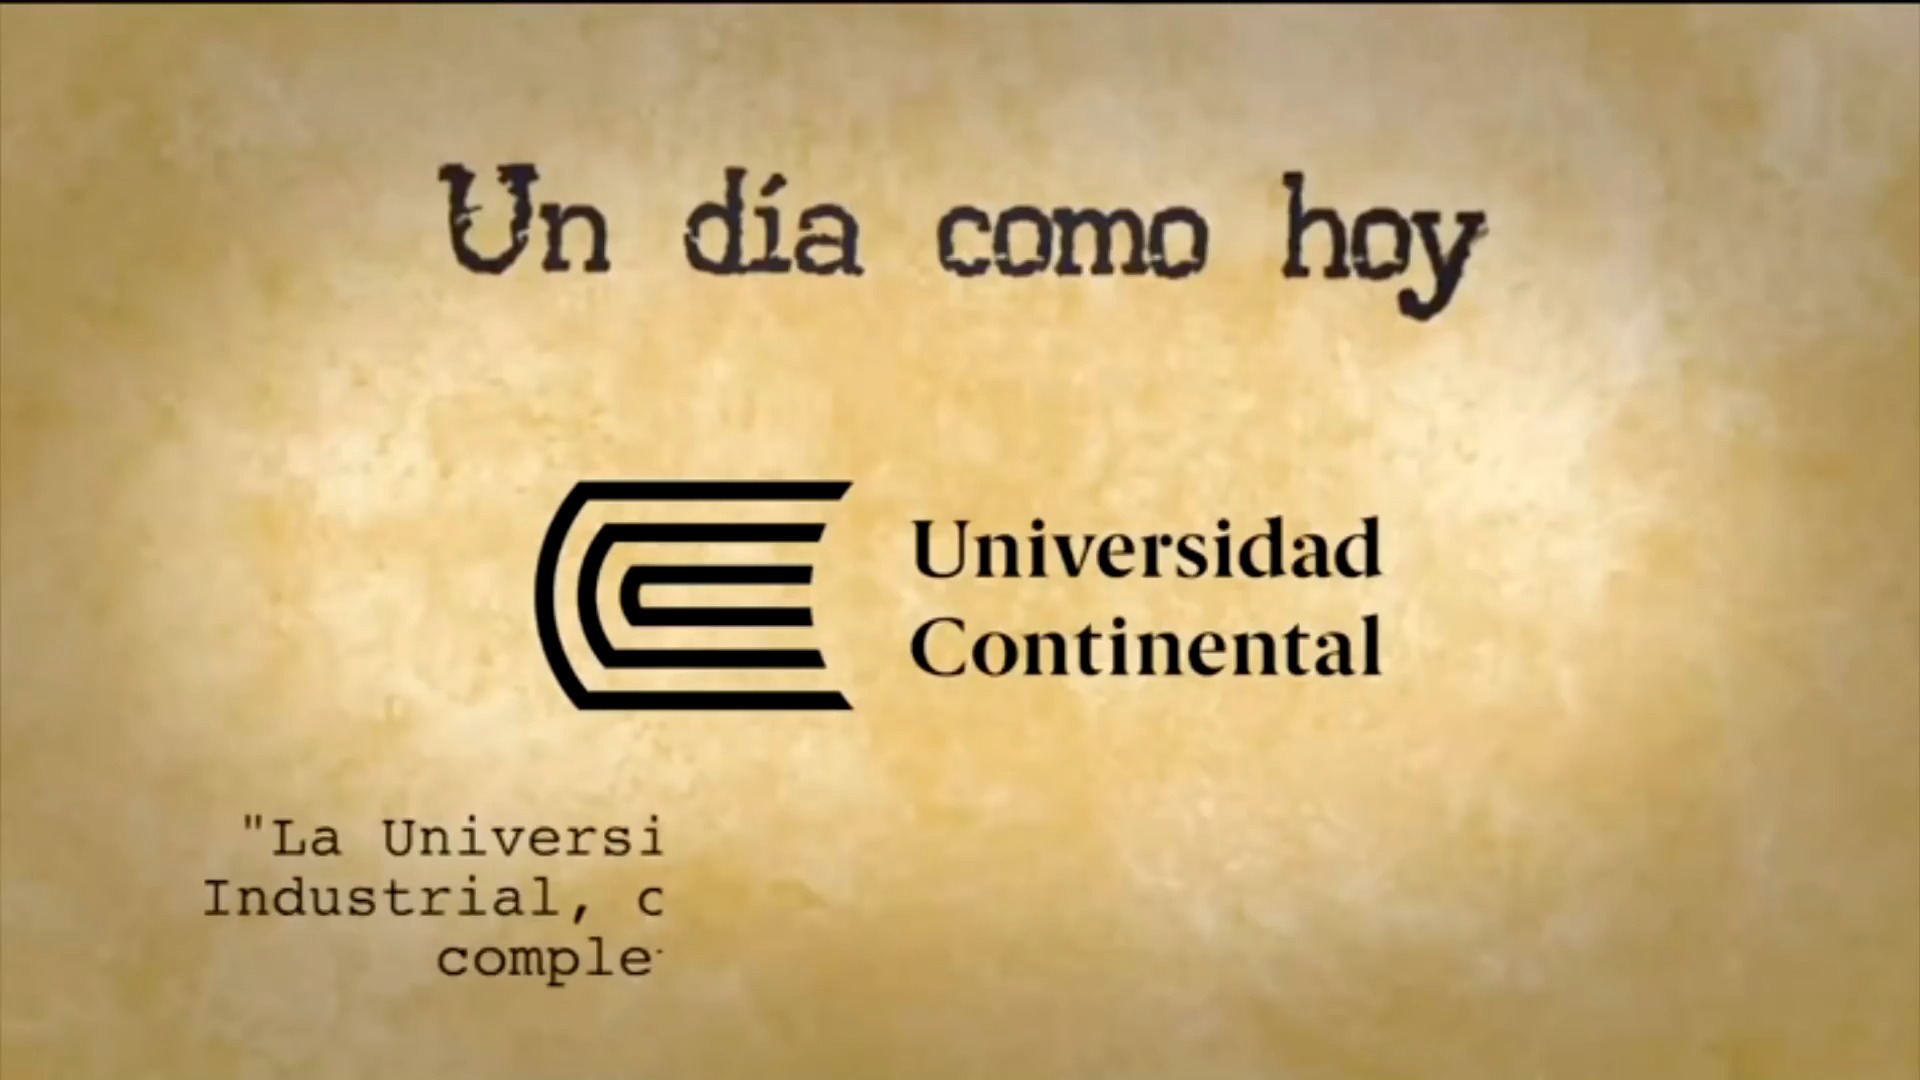 Un día como hoy
Universidad
Continental
"La Universi
Industrial, c
comple